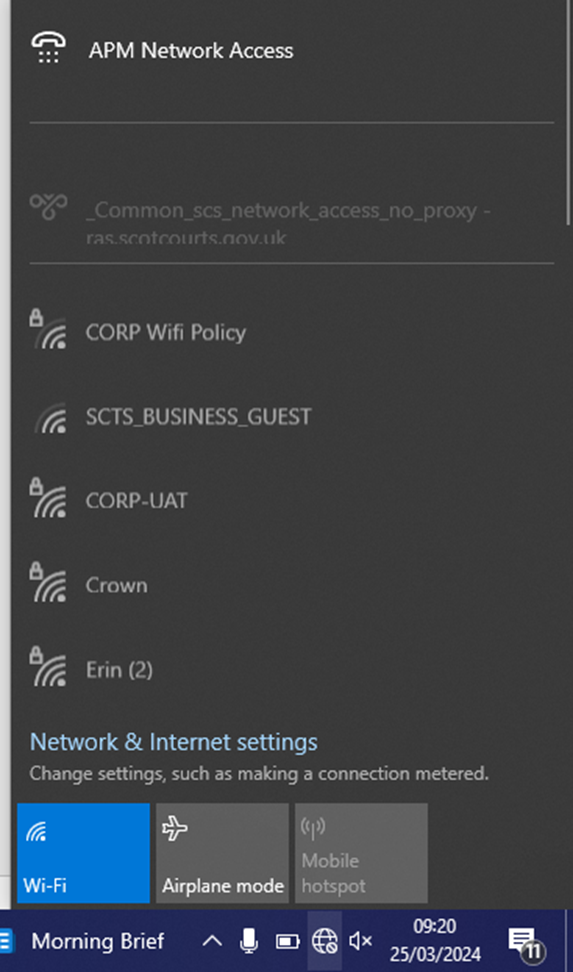 APM Network Access
_Common_scs_network_access_no_proxy -
ras.scotcourts.gov.uk
CORP Wifi Policy
SCTS_BUSINESS_GUEST
CORP-UAT
Crown
Erin (2)
Network & Internet settings
Change settings, such as making a connection metered.
Wi-Fi
Airplane mode
Mobile
hotspot
Morning Brief
09:20
25/03/2024
11